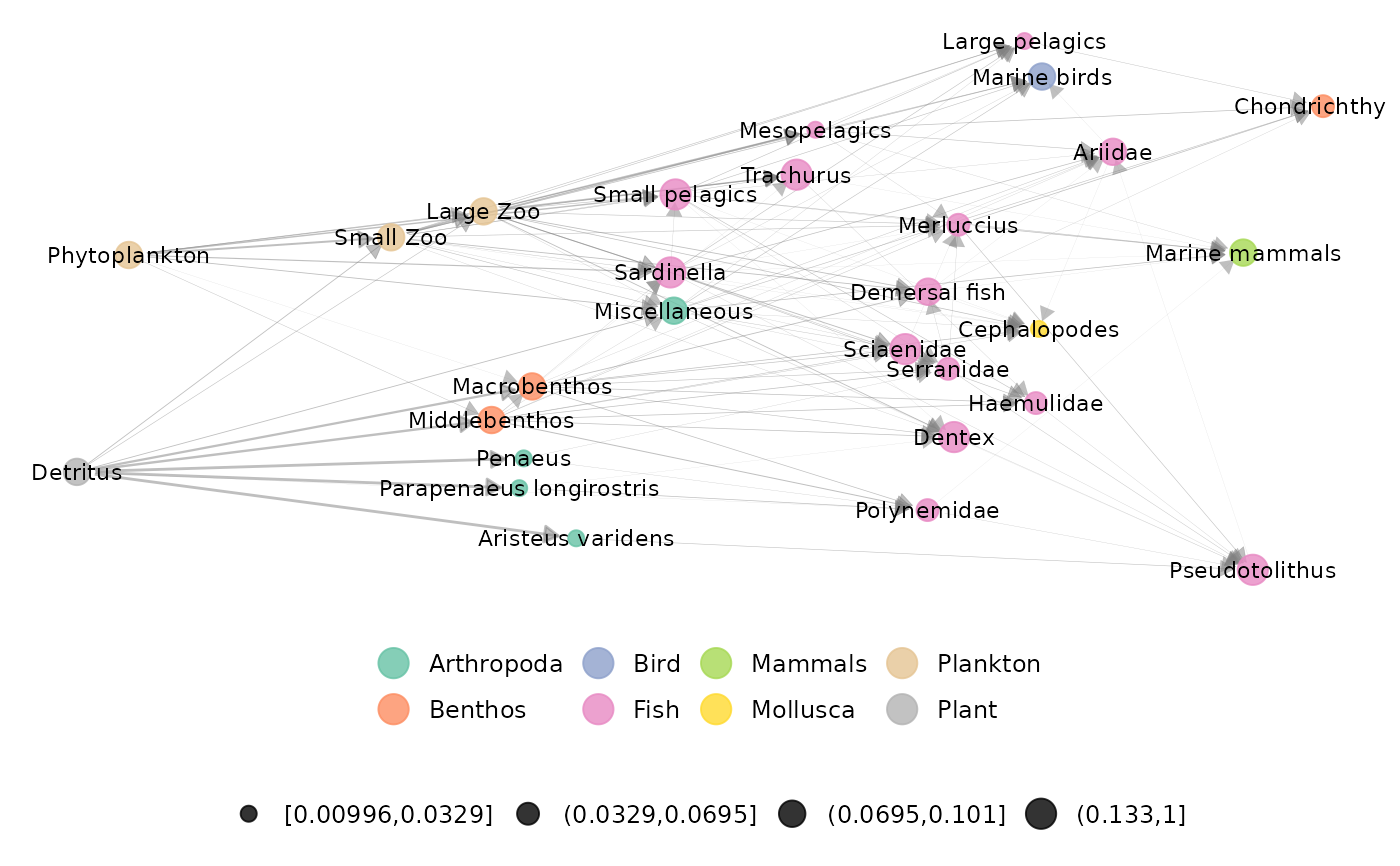 Large pelagics
Marine birds
Chondrichthy
Mesopelagics
Ariidae
Trachurus
Small pelagics
Large Zoo
Merluccius
Small Zoo
Phytoplankton
Marine mammals
Sardinella
Demersal fish
Miscellaneous
Cephalopodes
Sciaenidae
Serranidae
Macrobenthos
Haemulidae
Middlebenthos
Dentex
Penaeus
Detritus
Parapenaeus longirostris
Polynemidae
Aristeus varidens
Pseudotolithus
Arthropoda Bird Mammals Plankton
Benthos Fish Mollusca Plant
[0.00996,0.0329] (0.0329,0.0695] (0.0695,0.101] (0.133,1]